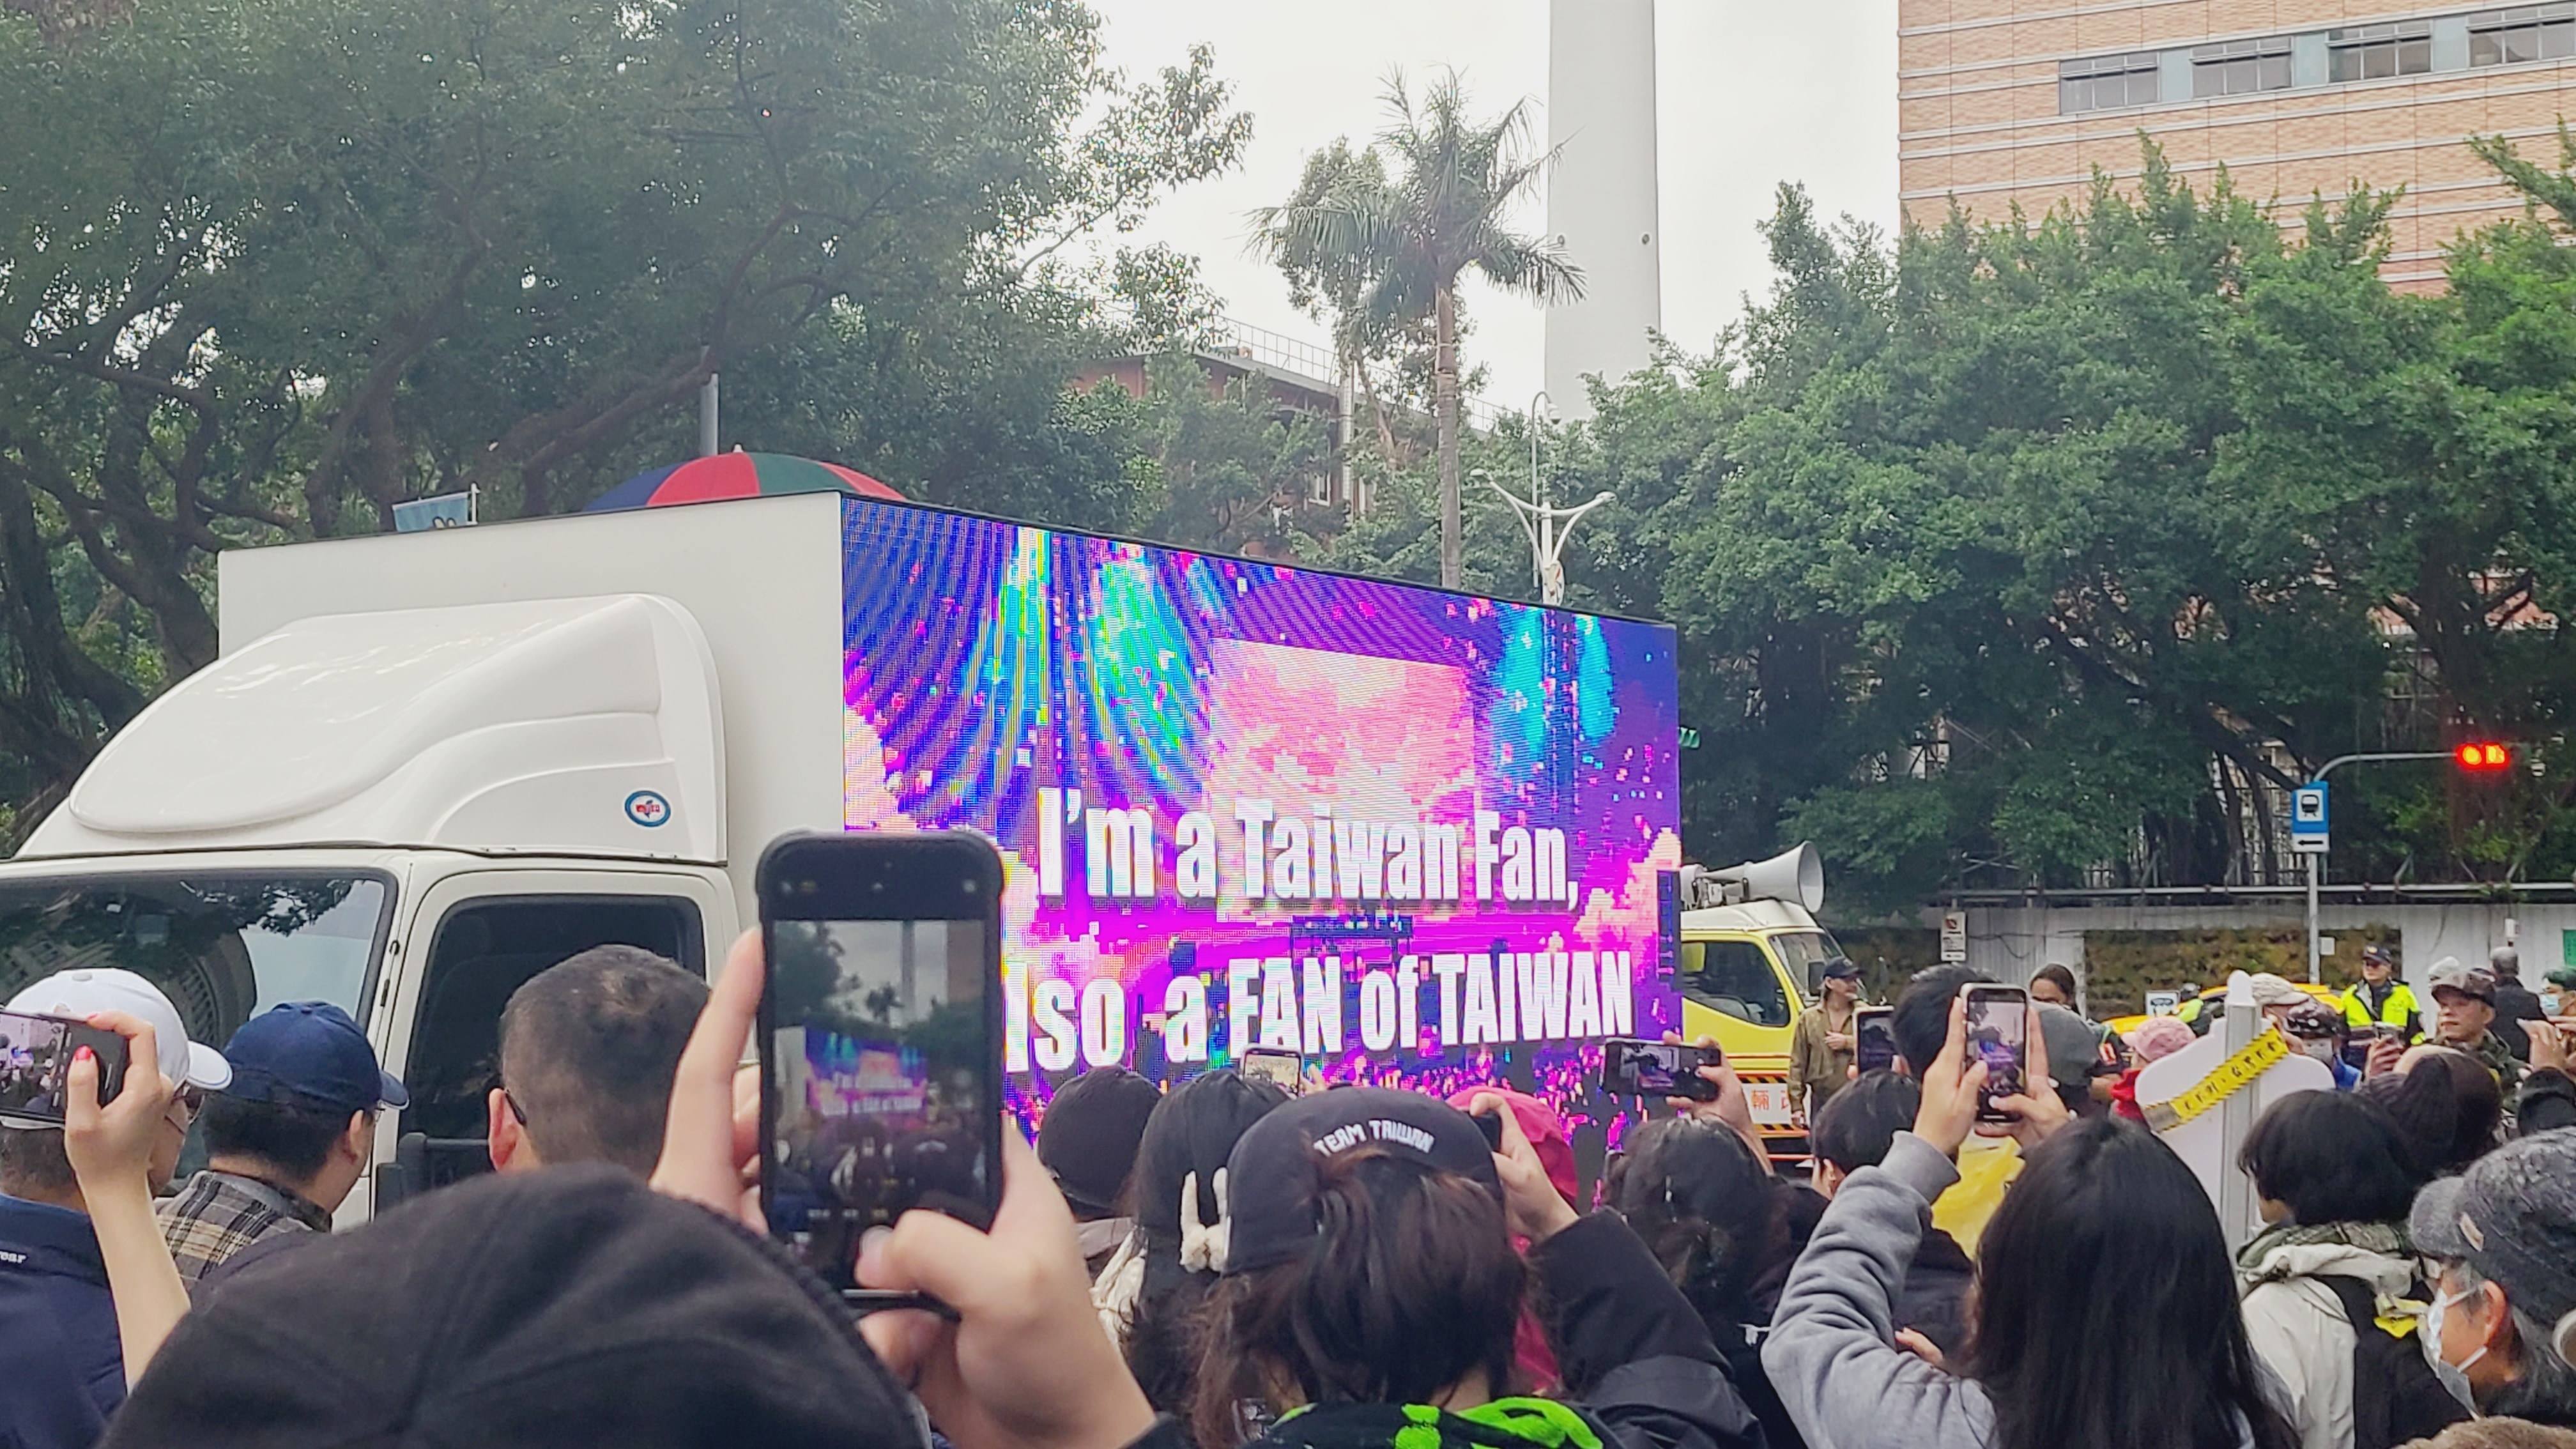 I'm a Taiwan Fan,
lso a FAN of TAIWAN
TEAM TAIWAN